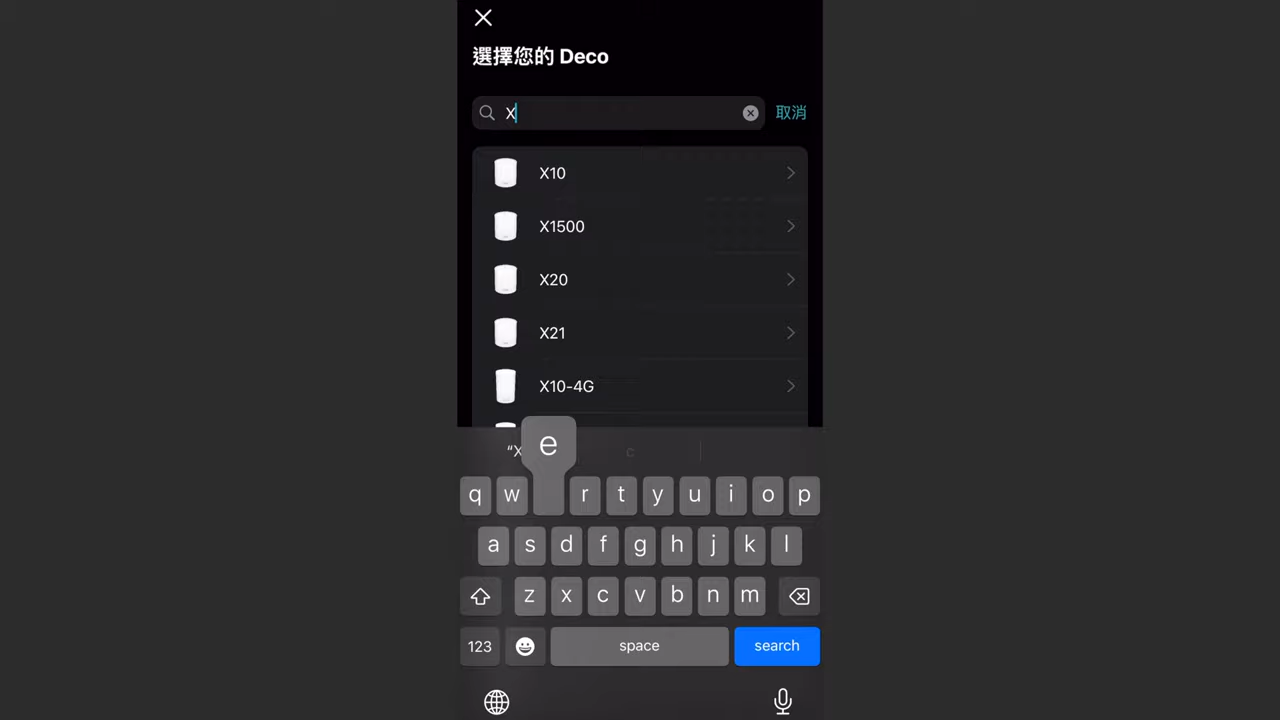 選擇您的 Deco
X
取消
X10
X1500
X20
X21
X10-4G
“X
c
e
q w r t y u i o p
a s d f g h j k l
z x c v b n m
123 space search